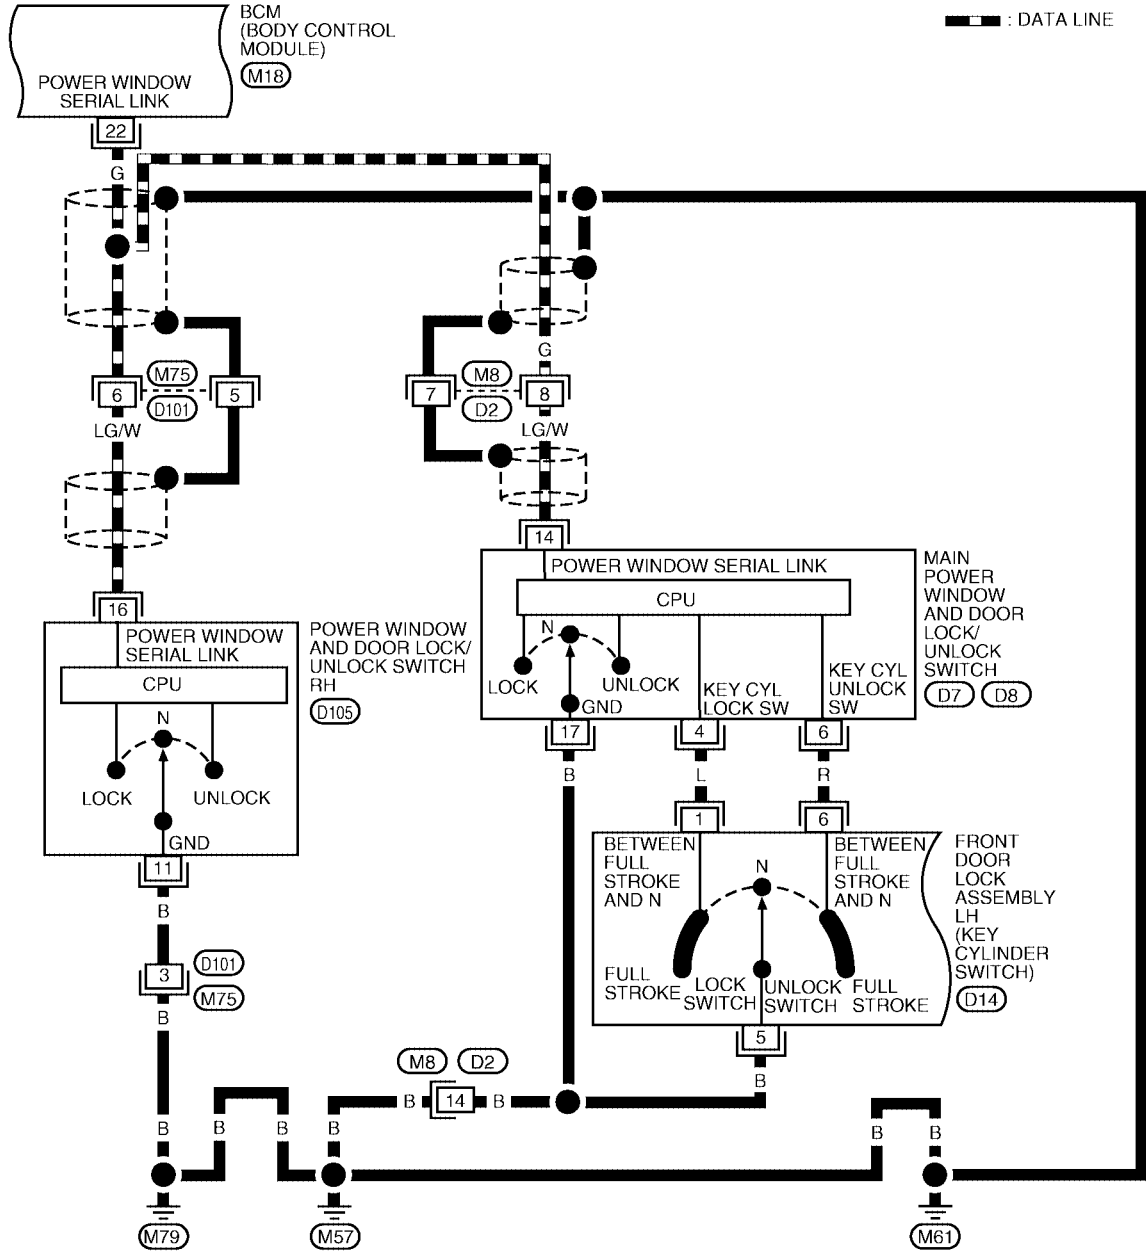 BCM
(BODY CONTROL
MODULE)
M18
: DATA LINE
POWER WINDOW
SERIAL LINK
22
G
G
M75
M8
6
5
7
8
D101
D2
LG/W
LG/W
14
POWER WINDOW SERIAL LINK
CPU
N
LOCK
UNLOCK
GND
KEY CYL
LOCK SW
KEY CYL
UNLOCK
SW
MAIN
POWER
WINDOW
AND DOOR
LOCK/
UNLOCK
SWITCH
D7
D8
16
POWER WINDOW
SERIAL LINK
CPU
N
LOCK
UNLOCK
GND
POWER WINDOW
AND DOOR LOCK/
UNLOCK SWITCH
RH
D105
17
4
6
B
L
R
1
6
BETWEEN
FULL
STROKE
AND N
N
BETWEEN
FULL
STROKE
AND N
FULL
STROKE
LOCK
SWITCH
UNLOCK
SWITCH
FULL
STROKE
FRONT
DOOR
LOCK
ASSEMBLY
LH
(KEY
CYLINDER
SWITCH)
D14
11
B
3
D101
M75
B
5
B
M8
D2
B
14
B
B
B
B
B
B
B
M79
M57
M61